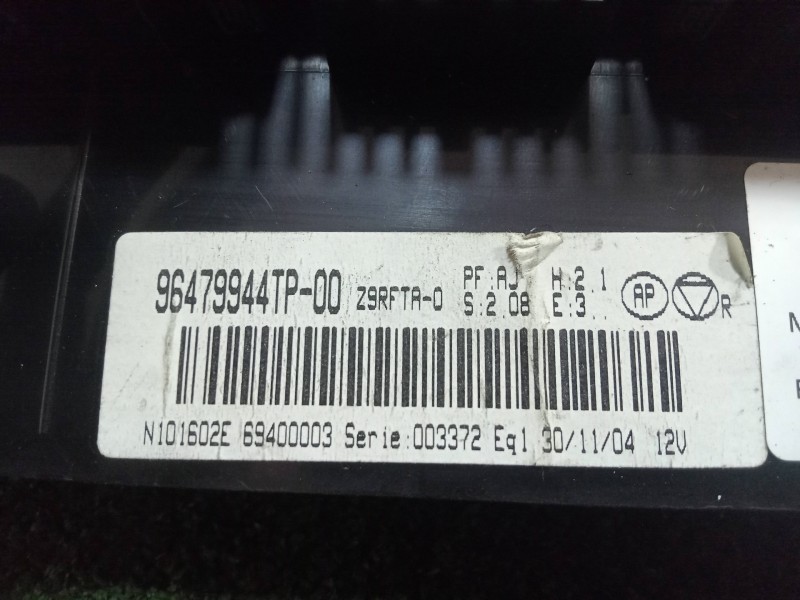 96479944TP-00 Z9RFTA-0 PF:AJ H:2.1 AP R
S:2.08 E:3..
N101602E 69400003 Serie:003372 Eq1 30/11/04 12V